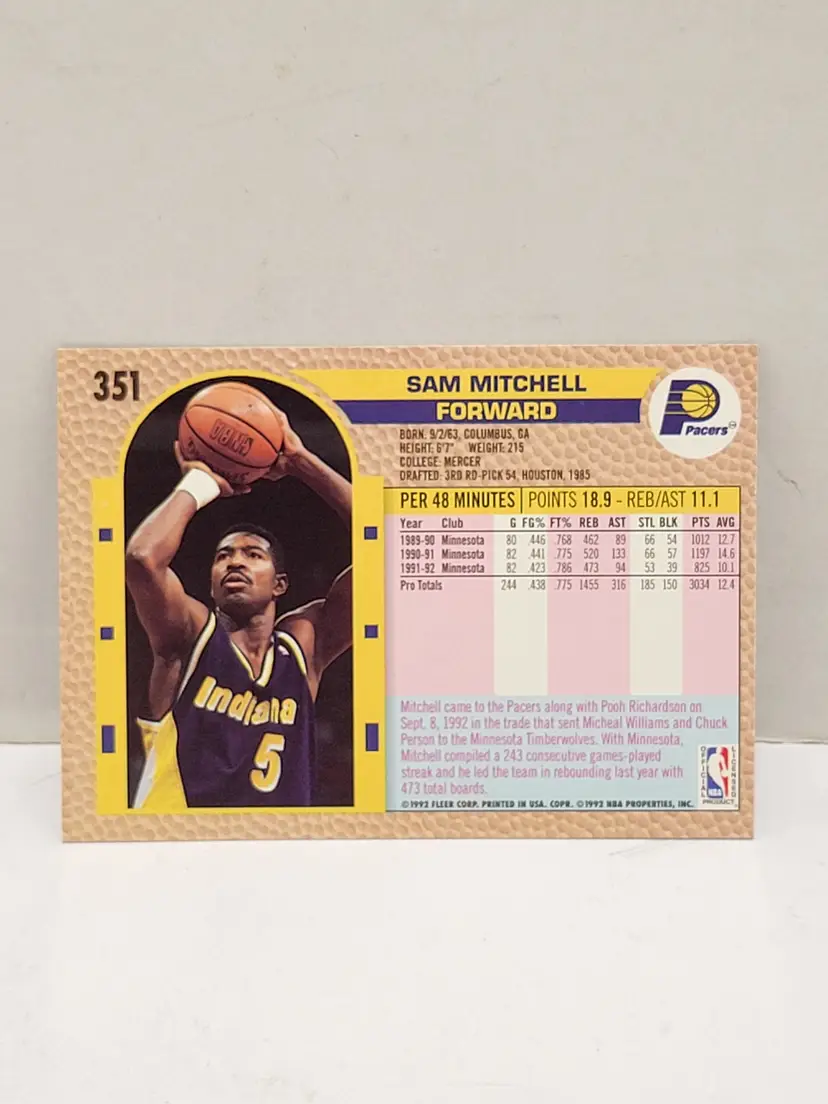 351
SAM MITCHELL
FORWARD
Pacers
BORN: 9/2/63, COLUMBUS, GA
HEIGHT: 6'7" WEIGHT: 215
COLLEGE: MERCER
DRAFTED: 3RD RD-PICK 54, HOUSTON, 1985
PER 48 MINUTES POINTS 18.9 - REB/AST 11.1
Year Club G FG% FT% REB AST STL BLK PTS AVG
1989-90 Minnesota 80 .446 .768 462 89 66 54 1012 12.7
1990-91 Minnesota 82 .441 .775 520 133 66 57 1197 14.6
1991-92 Minnesota 82 .423 .786 473 94 53 39 825 10.1
Pro Totals 244 .438 .775 1455 316 185 150 3034 12.4
Indiana
5
Mitchell came to the Pacers along with Pooh Richardson on
Sept. 8, 1992 in the trade that sent Micheal Williams and Chuck
Person to the Minnesota Timberwolves. With Minnesota,
Mitchell compiled a 243 consecutive games-played
streak and he led the team in rebounding last year with
473 total boards.
OFFICIAL
NBA
LICENSED
PRODUCT
©1992 FLEER CORP. PRINTED IN USA. COPR. ©1992 NBA PROPERTIES, INC.